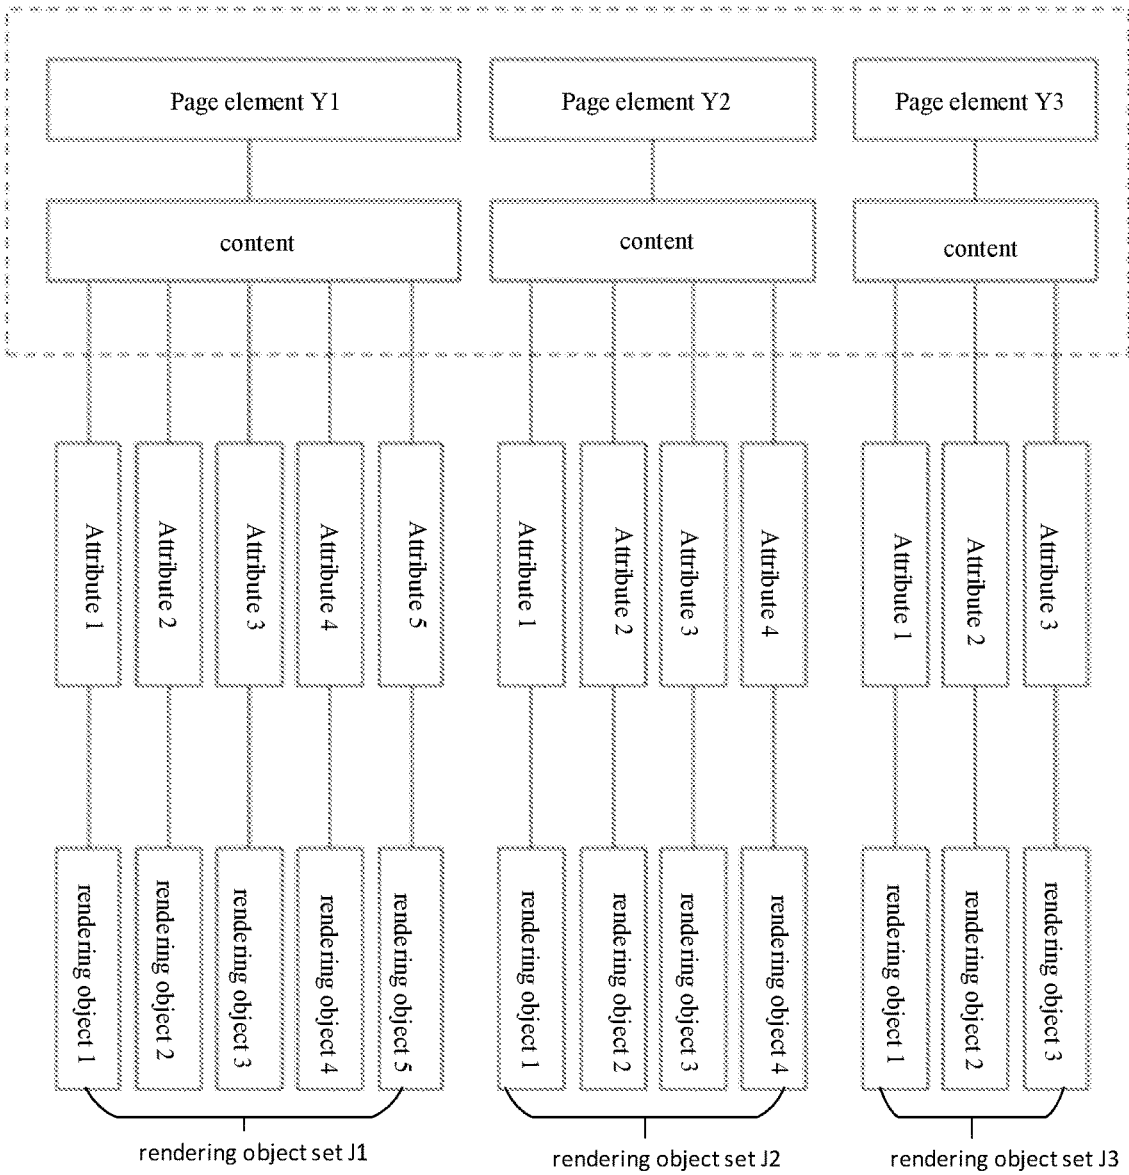 Page element Y1
Page element Y2
Page element Y3
content
content
content
Attribute 1
Attribute 2
Attribute 3
Attribute 4
Attribute 5
Attribute 1
Attribute 2
Attribute 3
Attribute 4
Attribute 1
Attribute 2
Attribute 3
rendering object 1
rendering object 2
rendering object 3
rendering object 4
rendering object 5
rendering object 1
rendering object 2
rendering object 3
rendering object 4
rendering object 1
rendering object 2
rendering object 3
rendering object set J1
rendering object set J2
rendering object set J3